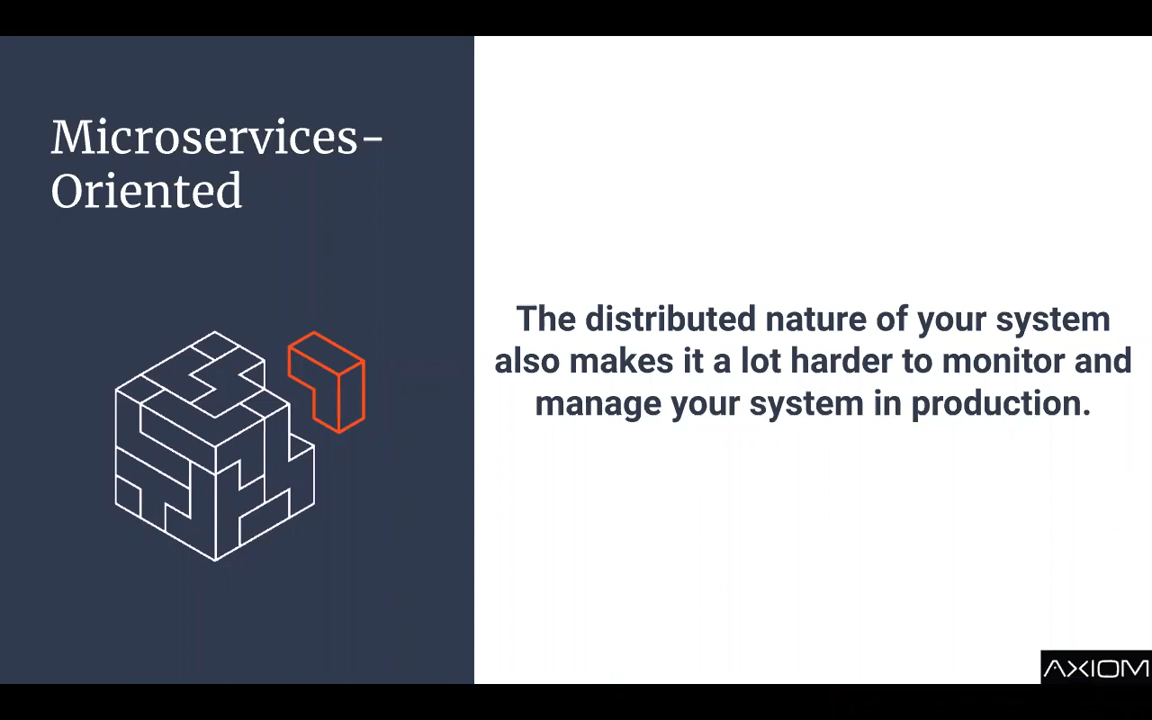 Microservices-
Oriented
The distributed nature of your system
also makes it a lot harder to monitor and
manage your system in production.
AXIOM